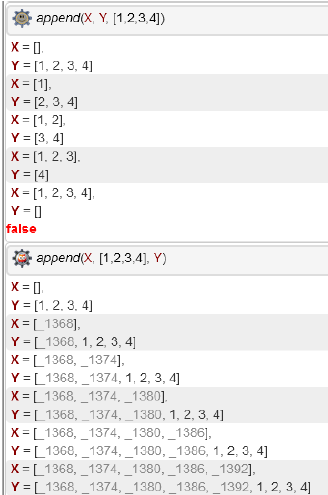 append(X, Y, [1,2,3,4])
X = [],
Y = [1, 2, 3, 4]
X = [1],
Y = [2, 3, 4]
X = [1, 2],
Y = [3, 4]
X = [1, 2, 3],
Y = [4]
X = [1, 2, 3, 4],
Y = []
false
append(X, [1,2,3,4], Y)
X = [],
Y = [1, 2, 3, 4]
X = [_1368],
Y = [_1368, 1, 2, 3, 4]
X = [_1368, _1374],
Y = [_1368, _1374, 1, 2, 3, 4]
X = [_1368, _1374, _1380],
Y = [_1368, _1374, _1380, 1, 2, 3, 4]
X = [_1368, _1374, _1380, _1386],
Y = [_1368, _1374, _1380, _1386, 1, 2, 3, 4]
X = [_1368, _1374, _1380, _1386, _1392],
Y = [_1368, _1374, _1380, _1386, _1392, 1, 2, 3, 4]